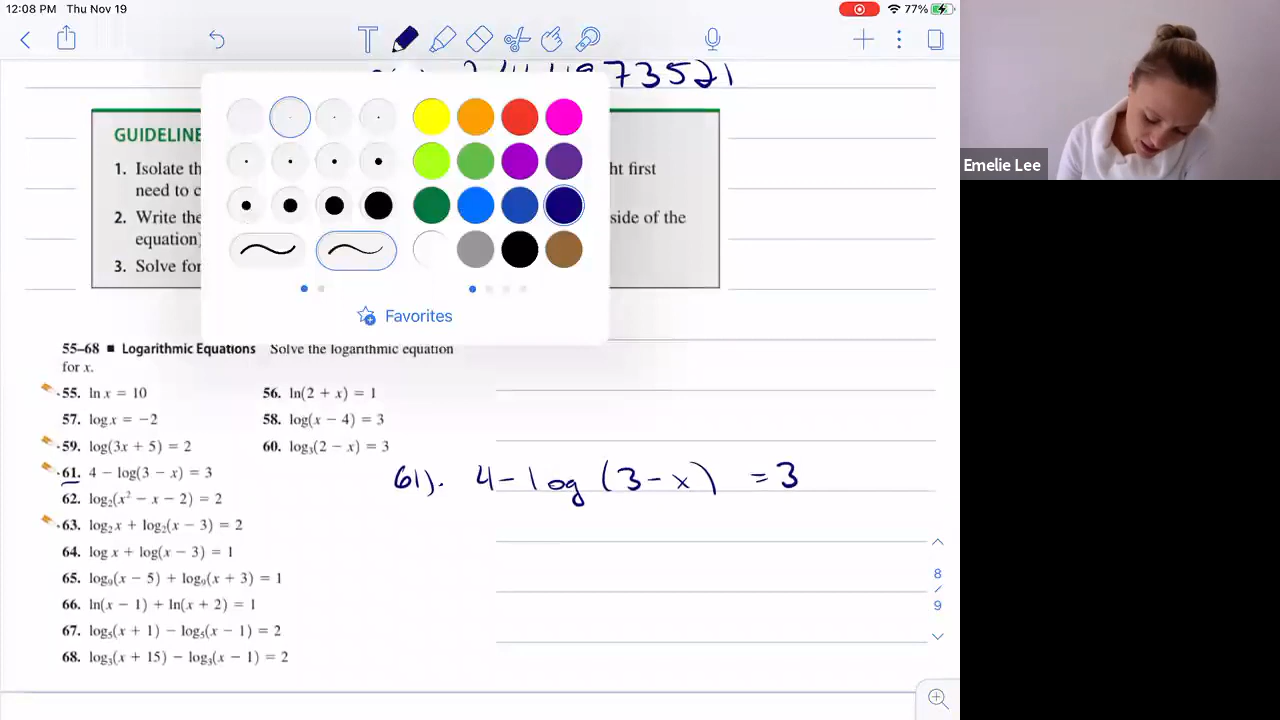 12:08 PM Thu Nov 19
77%
73521
GUIDELINE
1. Isolate th
ht first
need to c
2. Write the
side of the
equation)
3. Solve for
Favorites
55–68 ■ Logarithmic Equations Solve the logarithmic equation
for x.
55. ln x = 10
56. ln(2 + x) = 1
57. log x = −2
58. log(x − 4) = 3
59. log(3x + 5) = 2
60. log₃(2 − x) = 3
61. 4 − log(3 − x) = 3
61). 4 - log (3 - x) = 3
62. log₂(x² − x − 2) = 2
63. log₂x + log₂(x − 3) = 2
64. log x + log(x − 3) = 1
65. log₉(x − 5) + log₉(x + 3) = 1
66. ln(x − 1) + ln(x + 2) = 1
67. log₅(x + 1) − log₅(x − 1) = 2
68. log₃(x + 15) − log₃(x − 1) = 2
8
/
9
Emelie Lee